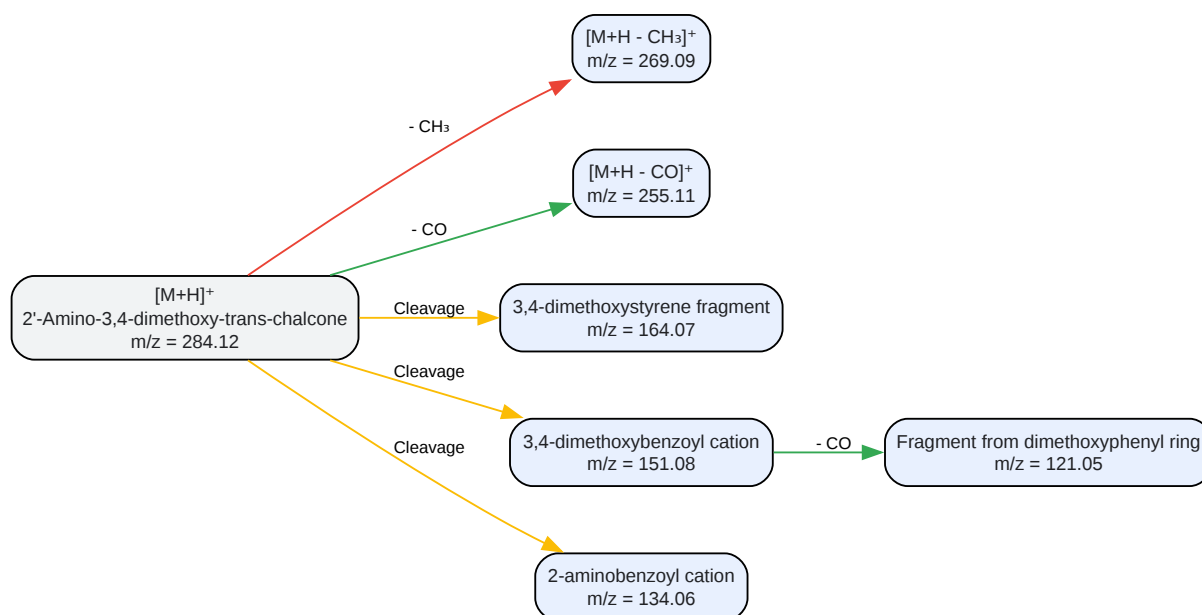 [M+H - CH₃]⁺
m/z = 269.09
- CH₃
[M+H - CO]⁺
m/z = 255.11
- CO
[M+H]⁺
2'-Amino-3,4-dimethoxy-trans-chalcone
m/z = 284.12
Cleavage
3,4-dimethoxystyrene fragment
m/z = 164.07
Cleavage
3,4-dimethoxybenzoyl cation
m/z = 151.08
- CO
Fragment from dimethoxyphenyl ring
m/z = 121.05
Cleavage
2-aminobenzoyl cation
m/z = 134.06